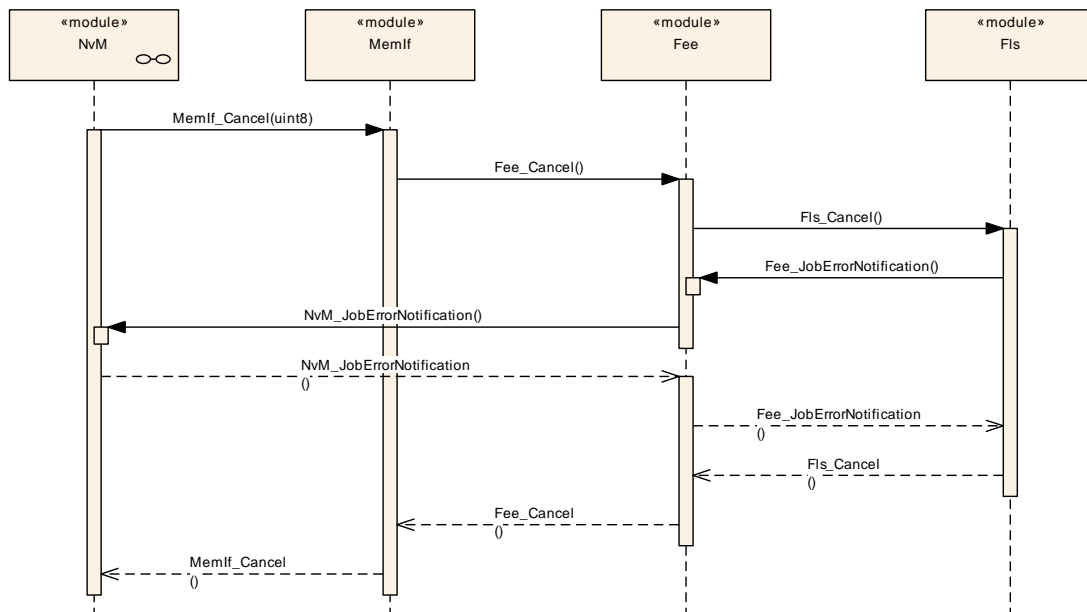 «module»
NvM
«module»
MemIf
«module»
Fee
«module»
Fls
MemIf_Cancel(uint8)
Fee_Cancel()
Fls_Cancel()
Fee_JobErrorNotification()
NvM_JobErrorNotification()
NvM_JobErrorNotification
()
Fee_JobErrorNotification
()
Fls_Cancel
()
Fee_Cancel
()
MemIf_Cancel
()